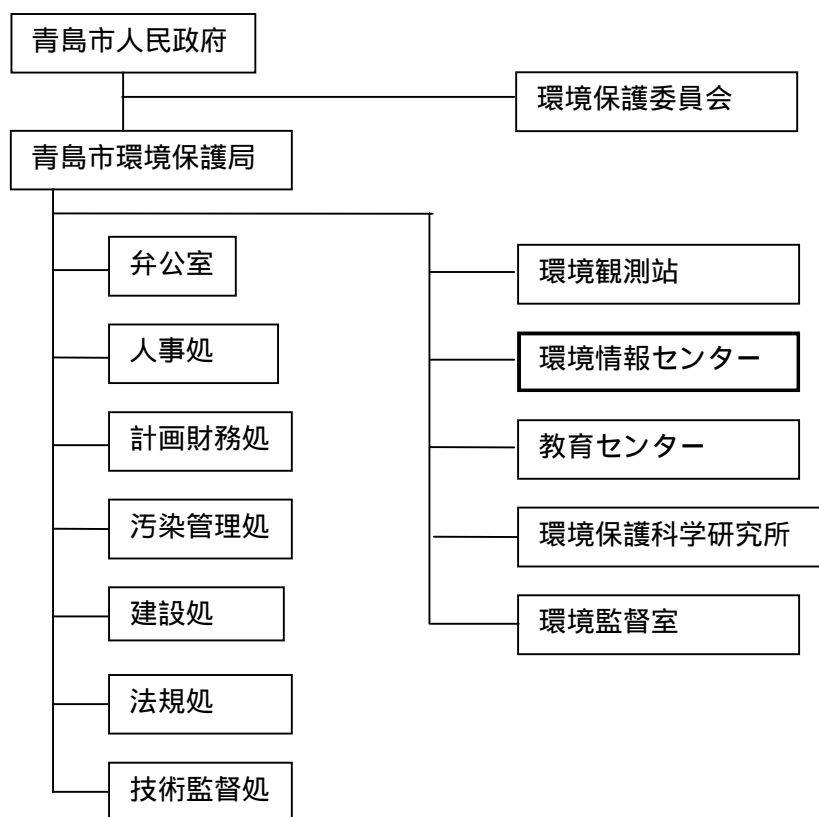 青島市人民政府
環境保護委員会
青島市環境保護局
弁公室
人事処
計画財務処
汚染管理処
建設処
法規処
技術監督処
環境観測站
環境情報センター
教育センター
環境保護科学研究所
環境監督室